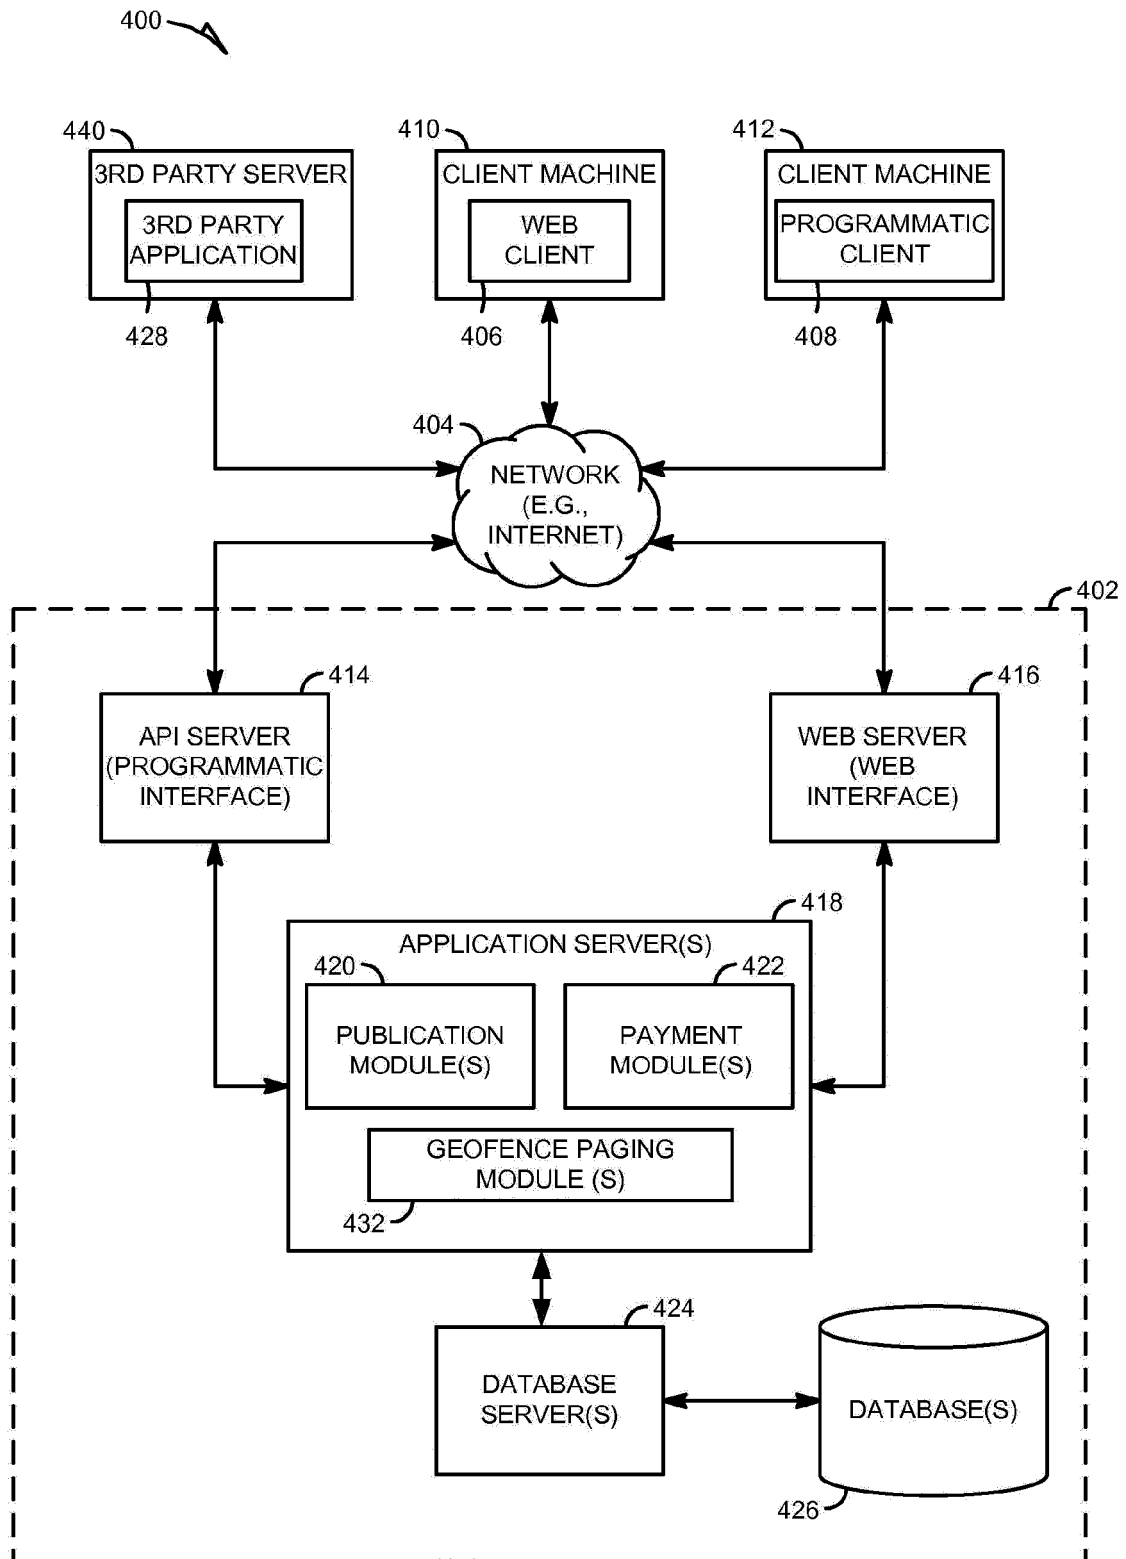 400
440
3RD PARTY SERVER
3RD PARTY
APPLICATION
428
410
CLIENT MACHINE
WEB
CLIENT
406
412
CLIENT MACHINE
PROGRAMMATIC
CLIENT
408
404
NETWORK
(E.G.,
INTERNET)
402
414
API SERVER
(PROGRAMMATIC
INTERFACE)
416
WEB SERVER
(WEB
INTERFACE)
418
APPLICATION SERVER(S)
420
PUBLICATION
MODULE(S)
422
PAYMENT
MODULE(S)
GEOFENCE PAGING
MODULE (S)
432
424
DATABASE
SERVER(S)
DATABASE(S)
426